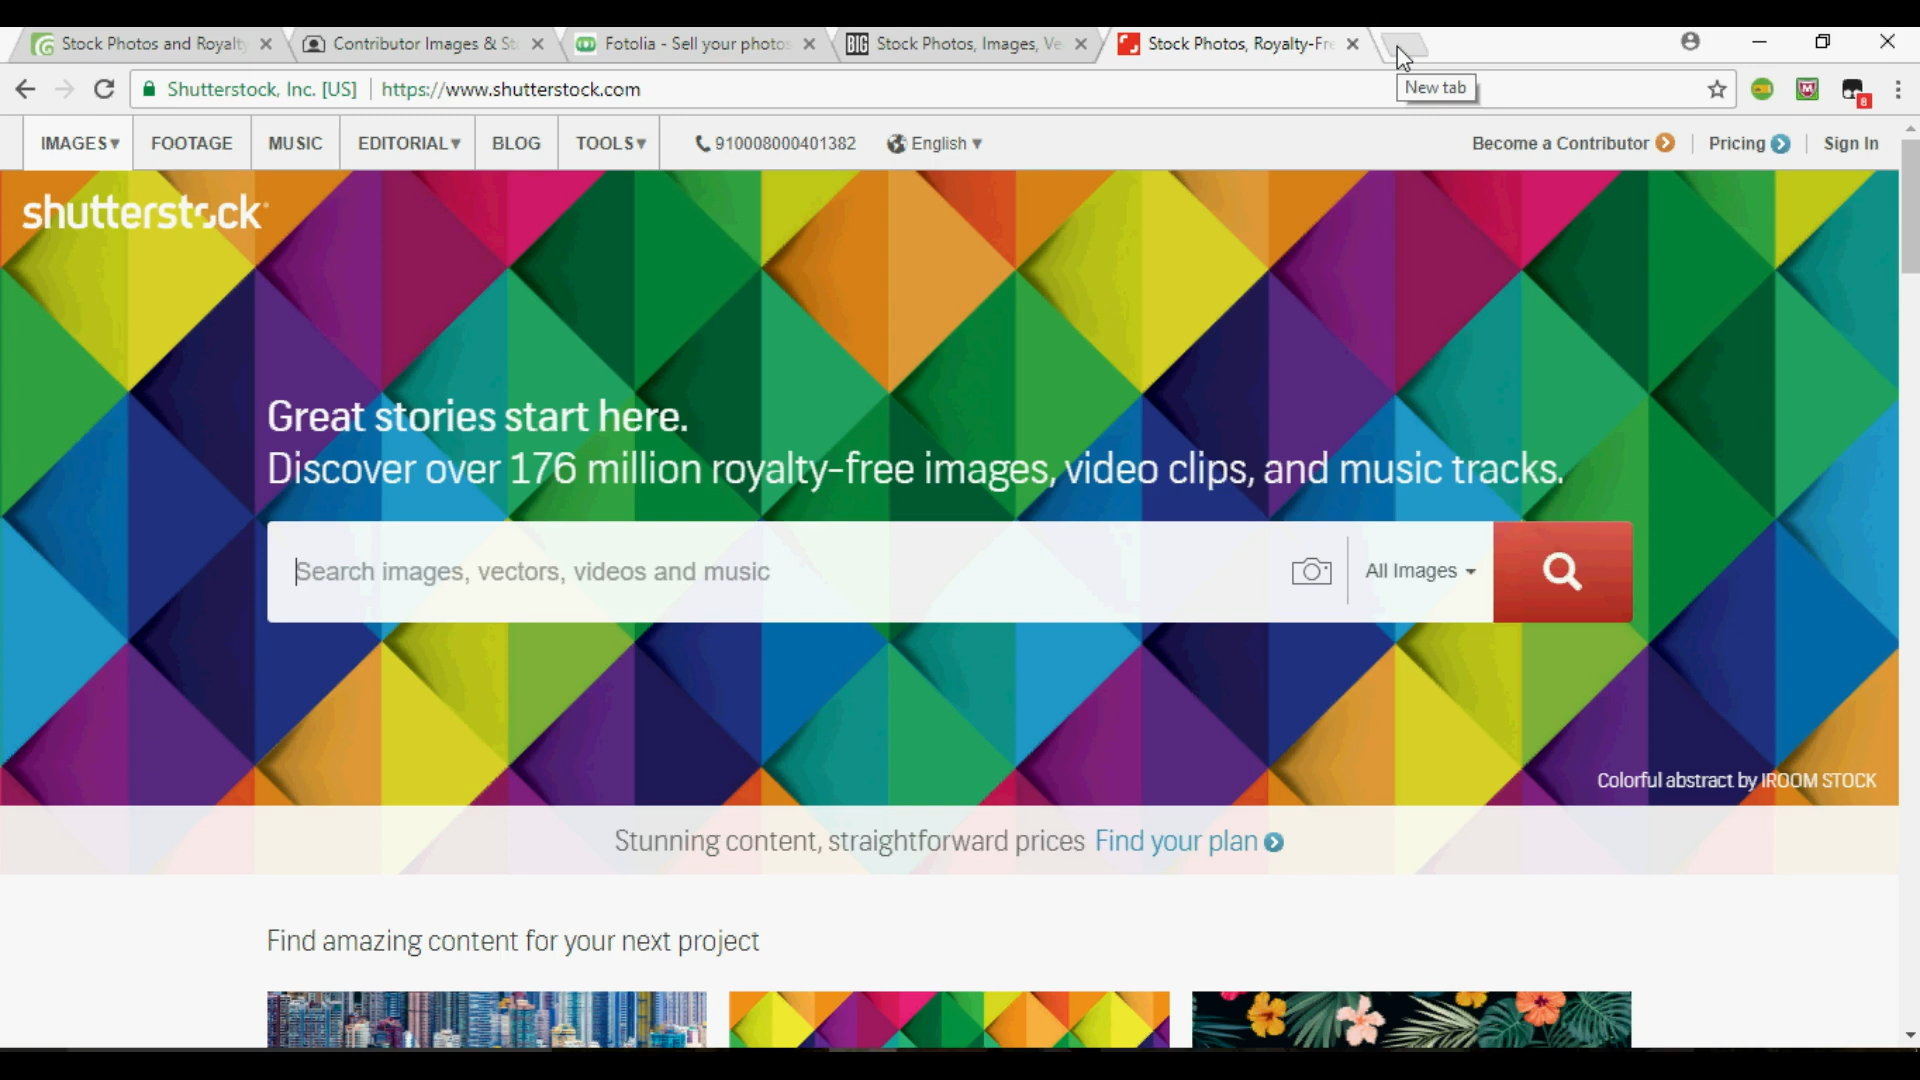 Stock Photos and Royalty
Contributor Images & St
Fotolia - Sell your photos
BIG Stock Photos, Images, Ve
Stock Photos, Royalty-Fre
New tab
Shutterstock, Inc. [US] https://www.shutterstock.com
8
IMAGES FOOTAGE MUSIC EDITORIAL BLOG TOOLS 910008000401382 English Become a Contributor Pricing Sign In
shutterstock
Great stories start here.
Discover over 176 million royalty-free images, video clips, and music tracks.
Search images, vectors, videos and music All Images
Colorful abstract by IROOM STOCK
Stunning content, straightforward prices Find your plan
Find amazing content for your next project